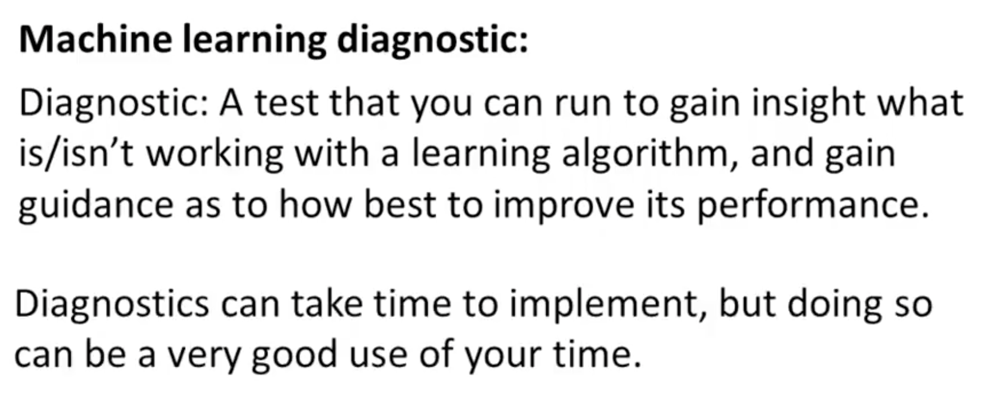 Machine learning diagnostic:
Diagnostic: A test that you can run to gain insight what
is/isn’t working with a learning algorithm, and gain
guidance as to how best to improve its performance.
Diagnostics can take time to implement, but doing so
can be a very good use of your time.